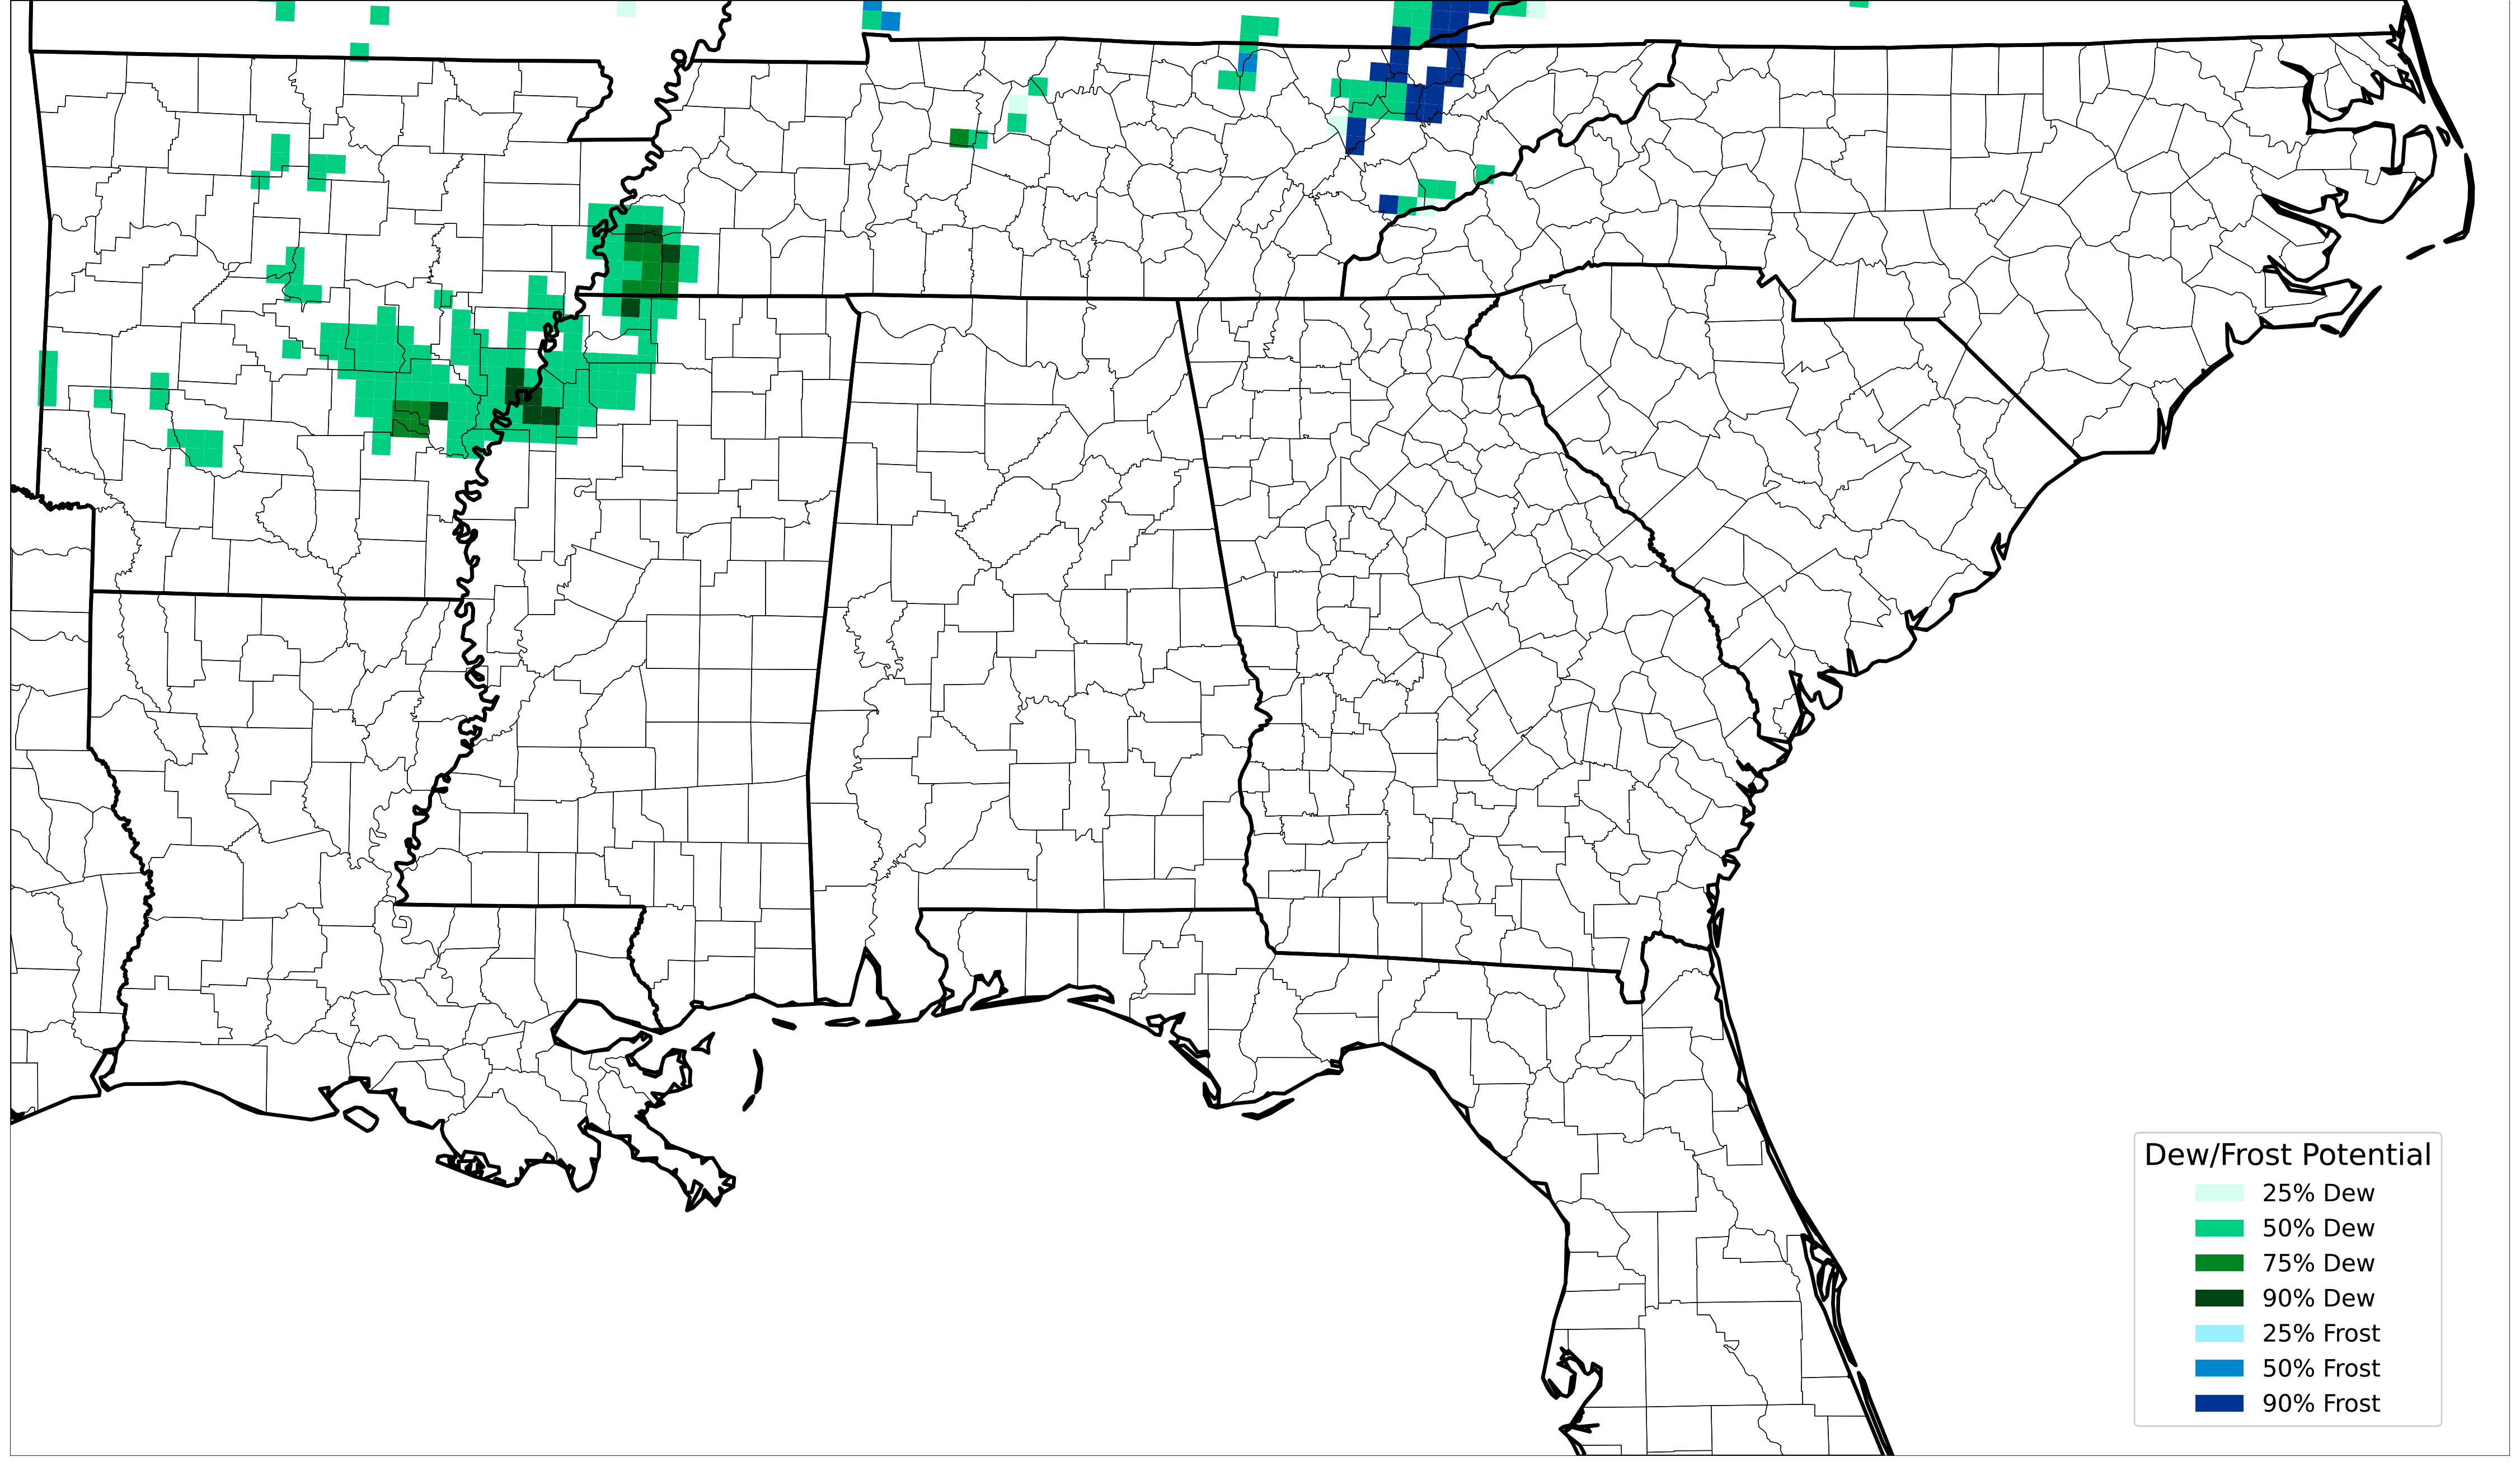 Dew/Frost Potential
25% Dew
50% Dew
75% Dew
90% Dew
25% Frost
50% Frost
90% Frost